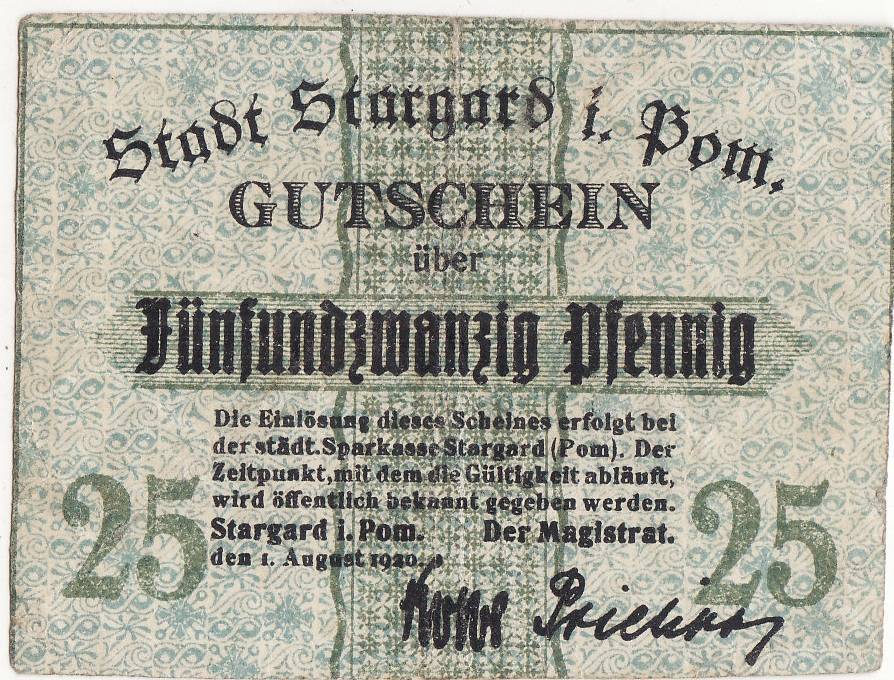 Stadt Stargard i. Pom.
GUTSCHEIN
über
Fünfundzwanzig Pfennig
Die Einlösung dieses Scheines erfolgt bei
der städt. Sparkasse Stargard (Pom). Der
Zeitpunkt, mit dem die Gültigkeit abläuft,
wird öffentlich bekannt gegeben werden.
25 25
Stargard i. Pom. Der Magistrat.
den 1. August 1920.